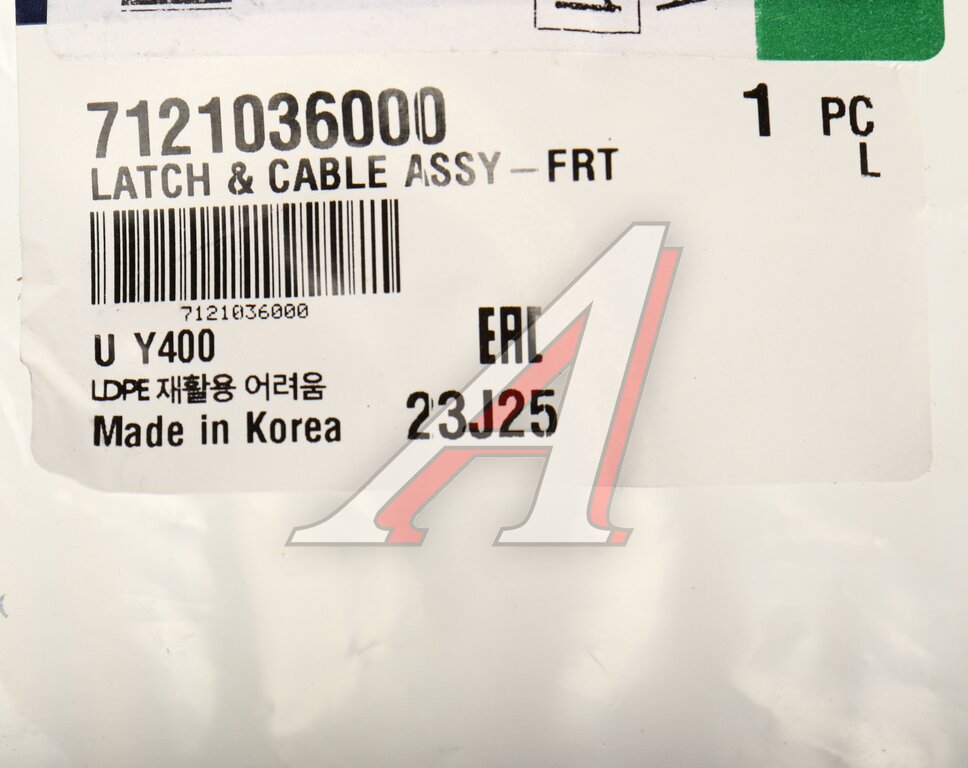 7121036000 1 PC
LATCH & CABLE ASSY-FRT L
7121036000
U Y400 EAC
LDPE 재활용 어려움
Made in Korea 23J25